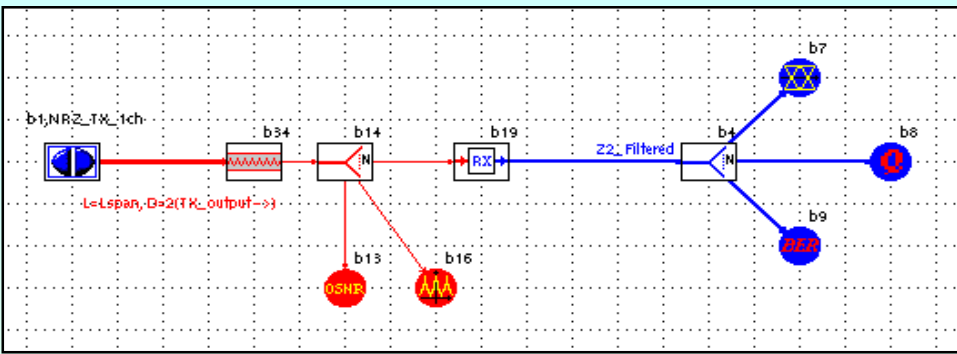 b7
b1,NRZ_TX_1ch
b34
b14
b19
b4
b8
N
RX
Z2_Filtered
N
Q
L=Lspan, D=2(TX_output->)
b9
BER
b13
b16
OSNR